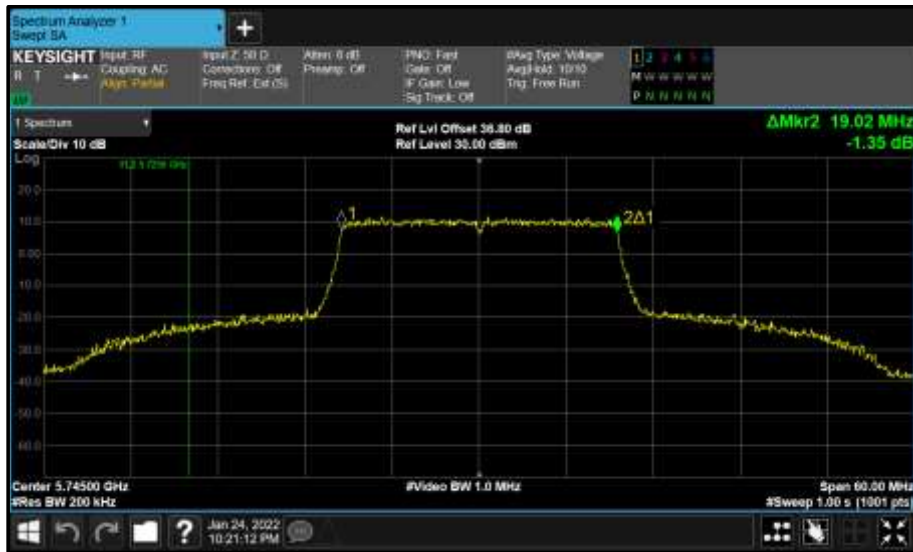 Spectrum Analyzer 1
Swept SA
+
KEYSIGHT
R T
Input: RF
Coupling: AC
Align: Partial
Input Z: 50 Ω
Corrections: Off
Freq Ref: Ext (S)
Atten: 0 dB
Preamp: Off
PNO: Fast
Gate: Off
IF Gain: Low
Sig Track: Off
#Avg Type: Voltage
Avg|Hold: 10/10
Trig: Free Run
1 2 3 4 5 6
M W W W W W
P N N N N N
1 Spectrum
Scale/Div 10 dB
Log
Ref Lvl Offset 36.80 dB
Ref Level 30.00 dBm
ΔMkr2 19.02 MHz
-1.35 dB
20.0
10.0
0.00
-10.0
-20.0
-30.0
-40.0
-50.0
-60.0
1
2Δ1
Center 5.74500 GHz
#Res BW 200 kHz
#Video BW 1.0 MHz
Span 60.00 MHz
#Sweep 1.00 s (1001 pts)
?
Jan 24, 2022
10:21:12 PM